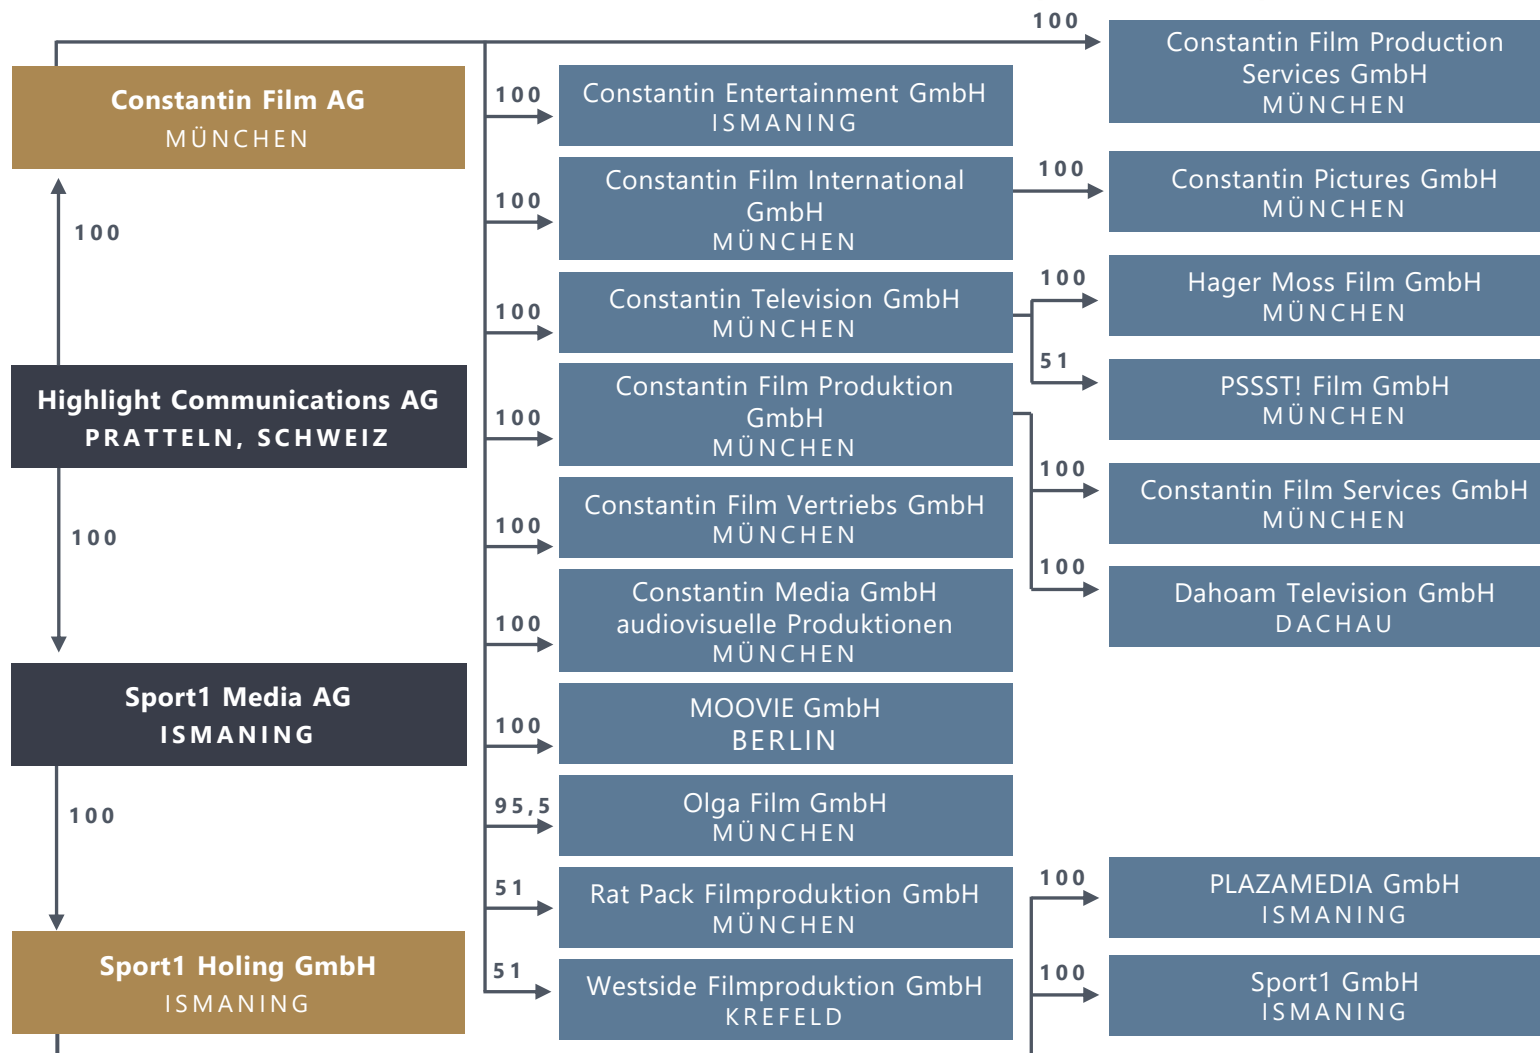 100
Constantin Film Production
Services GmbH
MÜNCHEN
Constantin Film AG
MÜNCHEN
100
Constantin Entertainment GmbH
ISMANING
100
Constantin Film International
GmbH
MÜNCHEN
100
Constantin Pictures GmbH
MÜNCHEN
100
100
Constantin Television GmbH
MÜNCHEN
100
Hager Moss Film GmbH
MÜNCHEN
51
PSSST! Film GmbH
MÜNCHEN
Highlight Communications AG
PRATTELN, SCHWEIZ
100
Constantin Film Produktion
GmbH
MÜNCHEN
100
Constantin Film Services GmbH
MÜNCHEN
100
100
Constantin Film Vertriebs GmbH
MÜNCHEN
100
Dahoam Television GmbH
DACHAU
100
Constantin Media GmbH
audiovisuelle Produktionen
MÜNCHEN
Sport1 Media AG
ISMANING
100
MOOVIE GmbH
BERLIN
100
95,5
Olga Film GmbH
MÜNCHEN
51
Rat Pack Filmproduktion GmbH
MÜNCHEN
100
PLAZAMEDIA GmbH
ISMANING
Sport1 Holing GmbH
ISMANING
51
Westside Filmproduktion GmbH
KREFELD
100
Sport1 GmbH
ISMANING